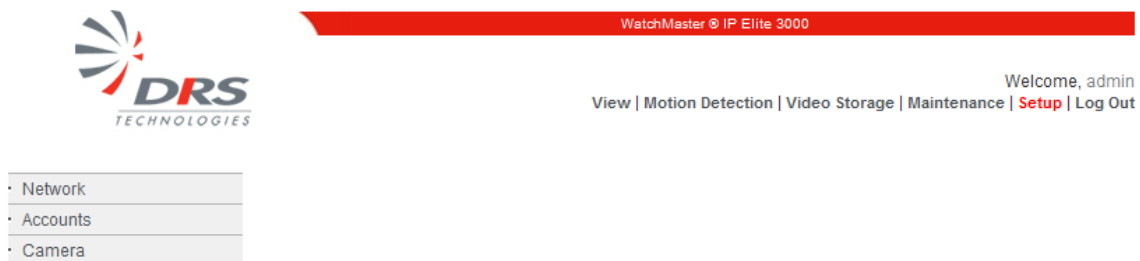 WatchMaster ® IP Elite 3000
DRS
TECHNOLOGIES
Welcome, admin
View | Motion Detection | Video Storage | Maintenance | Setup | Log Out
· Network
· Accounts
· Camera